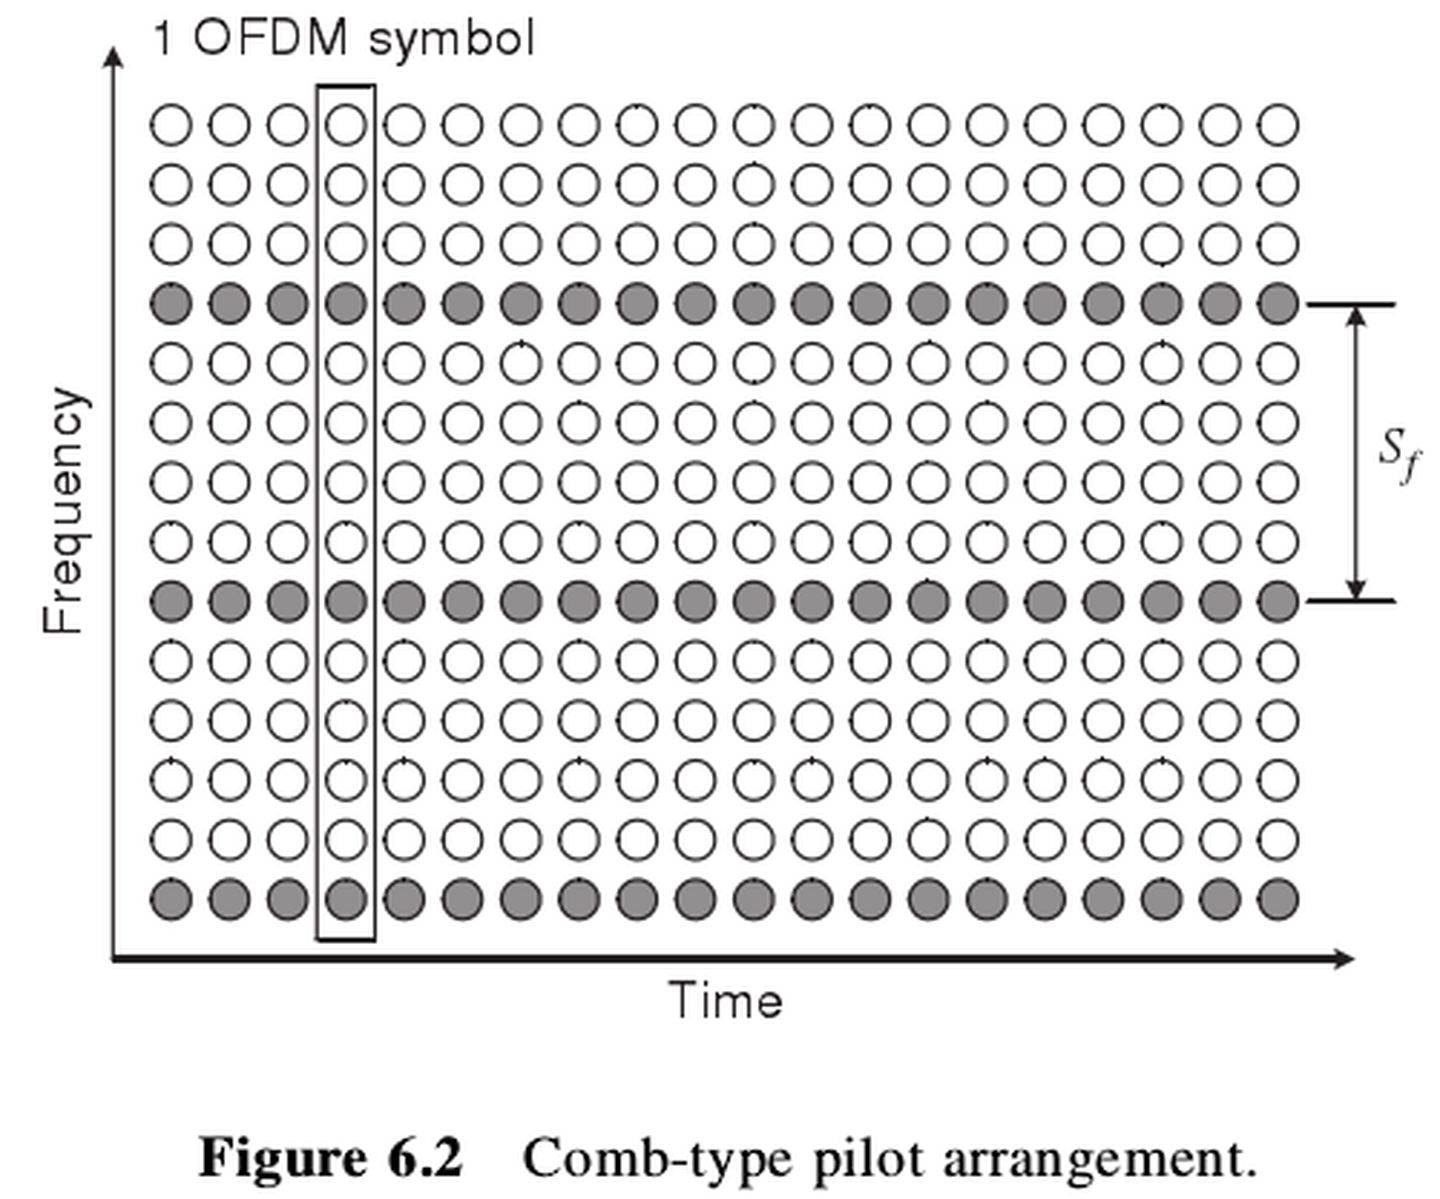 1 OFDM symbol
Frequency
S_f
Time
Figure 6.2 Comb-type pilot arrangement.